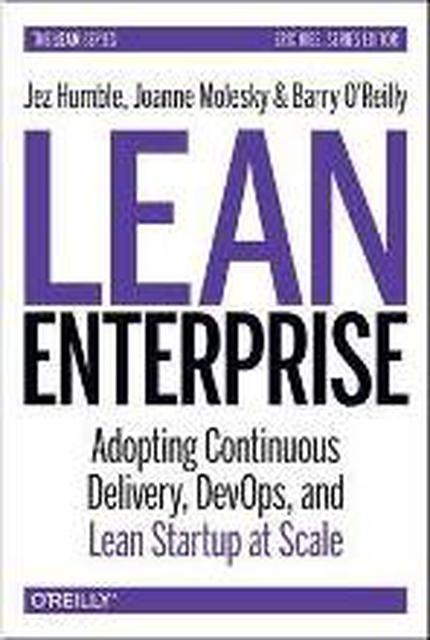 THE LEAN SERIES
ERIC RIES, SERIES EDITOR
Jez Humble, Joanne Molesky & Barry O'Reilly
LEAN
ENTERPRISE
Adopting Continuous
Delivery, DevOps, and
Lean Startup at Scale
O'REILLY®